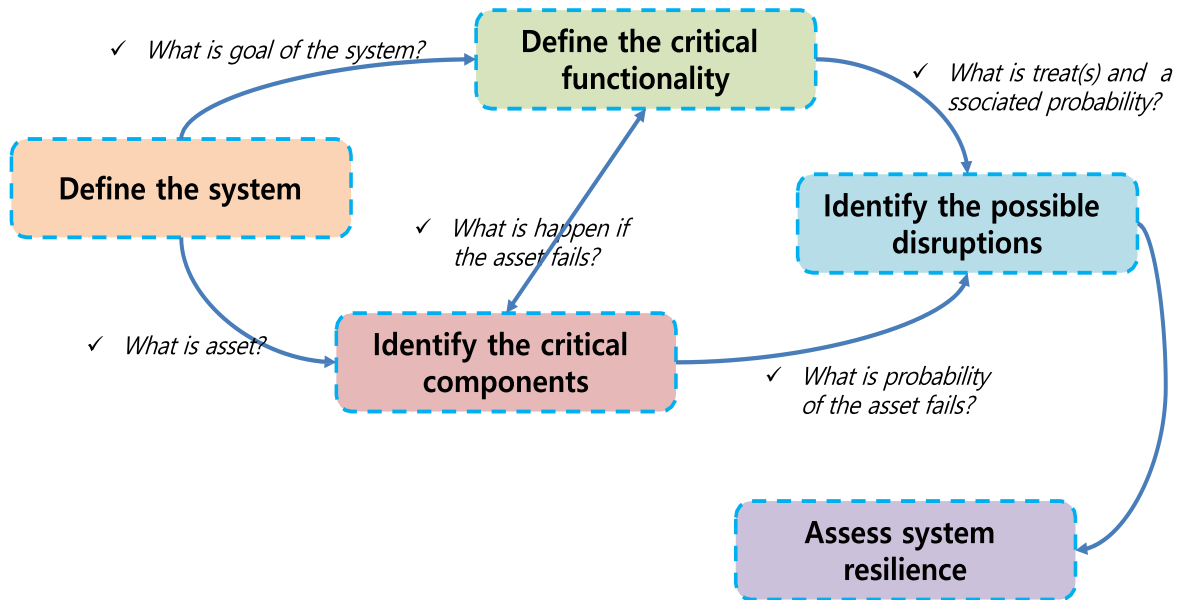 ✓ What is goal of the system?
Define the critical
functionality
✓ What is treat(s) and a
ssociated probability?
Define the system
Identify the possible
disruptions
✓ What is happen if
the asset fails?
✓ What is asset?
Identify the critical
components
✓ What is probability
of the asset fails?
Assess system
resilience